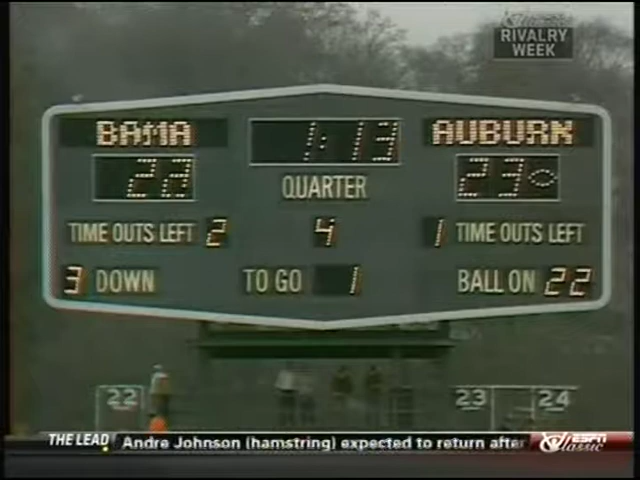 RIVALRY
WEEK
BAMA 1:13 AUBURN
22 23
QUARTER
TIME OUTS LEFT 2 4 1 TIME OUTS LEFT
3 DOWN TO GO 1 BALL ON 22
22 23 24
THE LEAD Andre Johnson (hamstring) expected to return after ESPN Classic